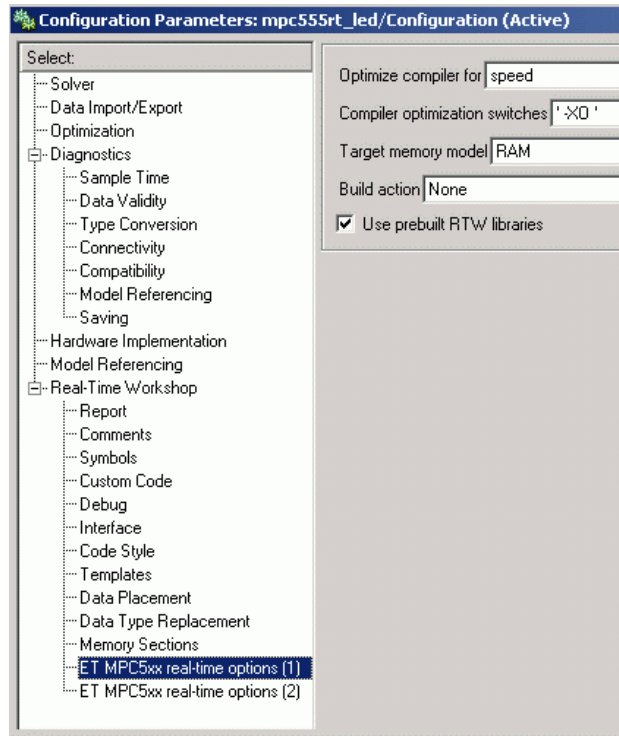 Configuration Parameters: mpc555rt_led/Configuration (Active)
Select:
Solver
Data Import/Export
Optimization
Diagnostics
Sample Time
Data Validity
Type Conversion
Connectivity
Compatibility
Model Referencing
Saving
Hardware Implementation
Model Referencing
Real-Time Workshop
Report
Comments
Symbols
Custom Code
Debug
Interface
Code Style
Templates
Data Placement
Data Type Replacement
Memory Sections
ET MPC5xx real-time options (1)
ET MPC5xx real-time options (2)
Optimize compiler for speed
Compiler optimization switches ' -XO '
Target memory model RAM
Build action None
Use prebuilt RTW libraries